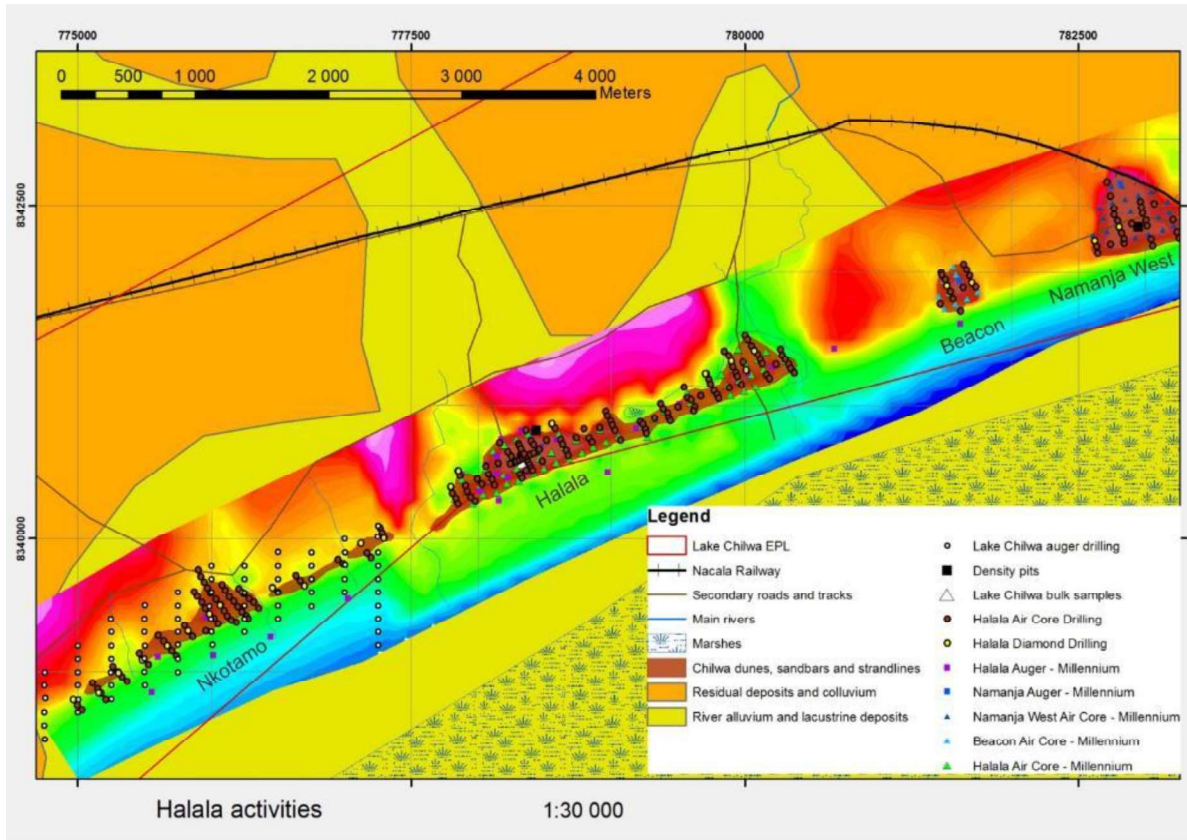 775000 777500 780000 782500
0 500 1 000 2 000 3 000 4 000
Meters
8342500
Namanja West
Beacon
Halala
8340000
Nkotamo
Legend
Lake Chilwa EPL
Nacala Railway
Secondary roads and tracks
Main rivers
Marshes
Chilwa dunes, sandbars and strandlines
Residual deposits and colluvium
River alluvium and lacustrine deposits
Lake Chilwa auger drilling
Density pits
Lake Chilwa bulk samples
Halala Air Core Drilling
Halala Diamond Drilling
Halala Auger - Millennium
Namanja Auger - Millennium
Namanja West Air Core - Millennium
Beacon Air Core - Millennium
Halala Air Core - Millennium
Halala activities 1:30 000